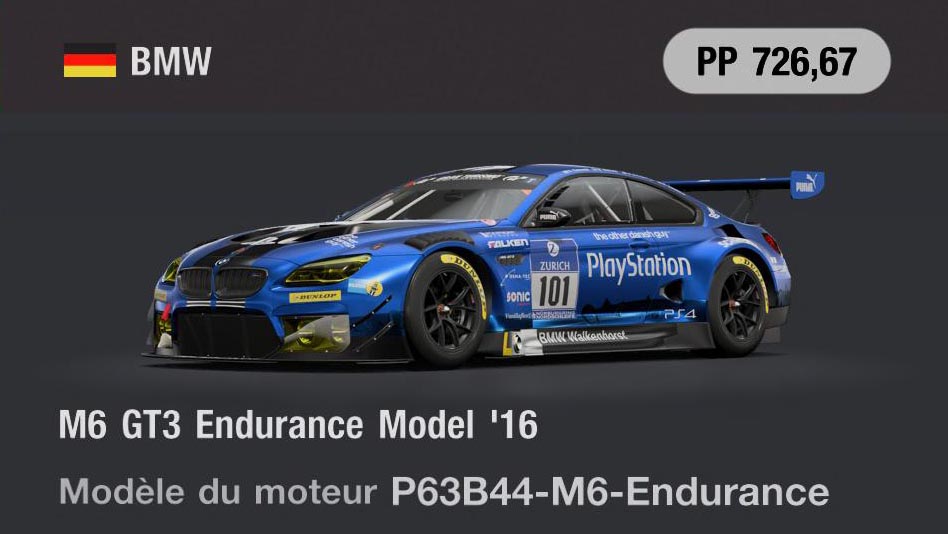 BMW
PP 726,67
PUMA
FALKEN
the other danish guy
ZURICH
101
PlayStation
DUNLOP
SONIC
PS4
BMW Walkenhorst
M6 GT3 Endurance Model '16
Modèle du moteur P63B44-M6-Endurance